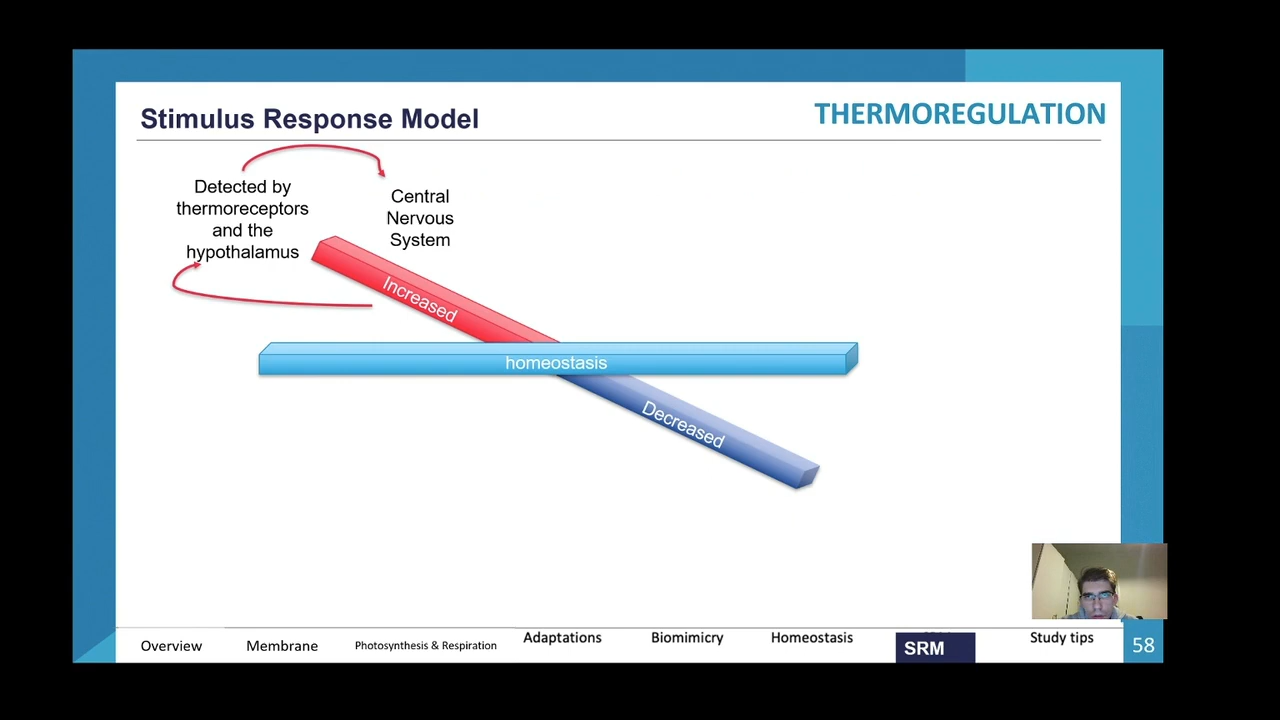 Stimulus Response Model
THERMOREGULATION
Detected by
thermoreceptors
and the
hypothalamus
Central
Nervous
System
Increased
homeostasis
Decreased
Overview
Membrane
Photosynthesis & Respiration
Adaptations
Biomimicry
Homeostasis
SRM
Study tips
58